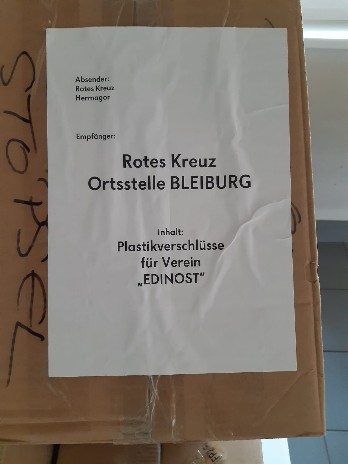 Absender:
Rotes Kreuz
Hermagor
Empfänger:
Rotes Kreuz
Ortsstelle BLEIBURG
Inhalt:
Plastikverschlüsse
für Verein
„EDINOST“